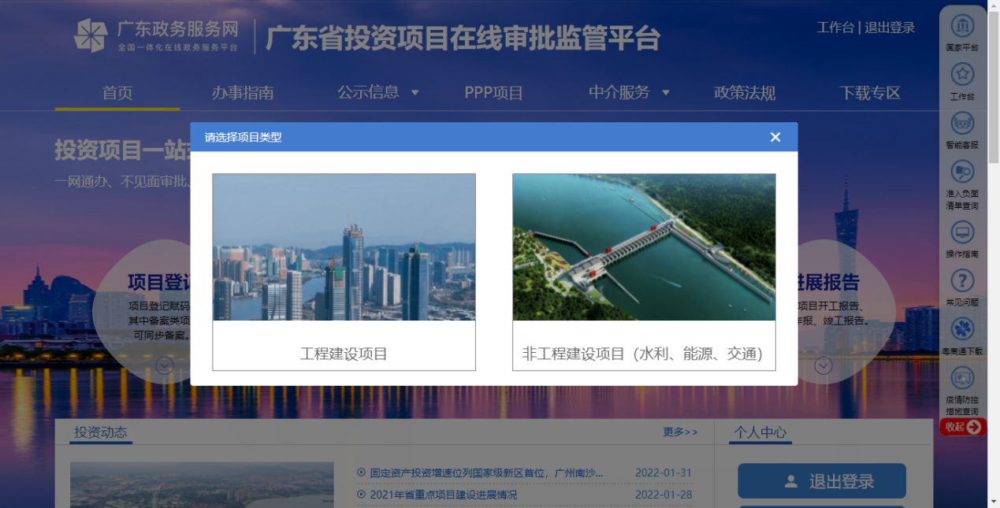 广东政务服务网
全国一体化在线政务服务平台
广东省投资项目在线审批监管平台
工作台 | 退出登录
首页
办事指南
公示信息
PPP项目
中介服务
政策法规
下载专区
请选择项目类型
投资项目一站
一网通办、不见面审批、
工程建设项目
非工程建设项目（水利、能源、交通）
项目登记
项目登记赋码
其中备案类项
可同步备案。
进展报告
项目开工报告、
年报、竣工报告。
投资动态
更多>>
固定资产投资增速位列国家级新区首位，广州南沙...
2022-01-31
2021年省重点项目建设进展情况
2022-01-28
个人中心
退出登录
国家平台
工作台
智能客服
准入负面
清单查询
操作指南
常见问题
粤商通下载
疫情防控
措施查询
收起